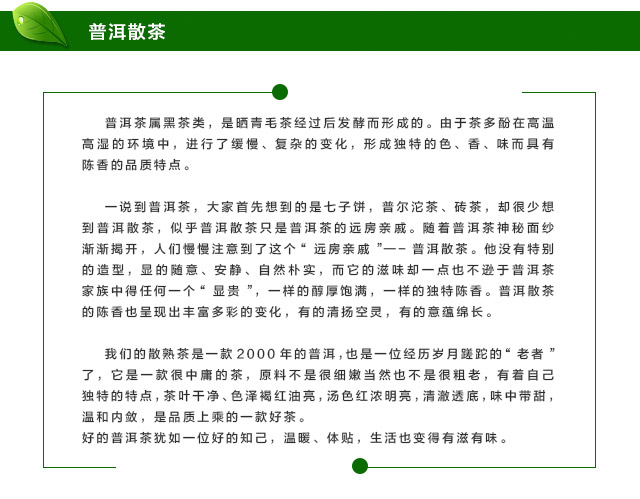 普洱散茶
普洱茶属黑茶类，是晒青毛茶经过后发酵而形成的。由于茶多酚在高温
高湿的环境中，进行了缓慢、复杂的变化，形成独特的色、香、味而具有
陈香的品质特点。
一说到普洱茶，大家首先想到的是七子饼，普尔沱茶、砖茶，却很少想
到普洱散茶，似乎普洱散茶只是普洱茶的远房亲戚。随着普洱茶神秘面纱
渐渐揭开，人们慢慢注意到了这个“ 远房亲戚 ”—– 普洱散茶。他没有特别
的造型，显的随意、安静、自然朴实，而它的滋味却一点也不逊于普洱茶
家族中得任何一个“ 显贵 ”，一样的醇厚饱满，一样的独特陈香。普洱散茶
的陈香也呈现出丰富多彩的变化，有的清扬空灵，有的意蕴绵长。
我们的散熟茶是一款 2000 年的普洱，也是一位经历岁月蹉跎的“ 老者 ”
了，它是一款很中庸的茶，原料不是很细嫩当然也不是很粗老，有着自己
独特的特点，茶叶干净、色泽褐红油亮，汤色红浓明亮，清澈透底，味中带甜，
温和内敛，是品质上乘的一款好茶。
好的普洱茶犹如一位好的知己，温暖、体贴，生活也变得有滋有味。